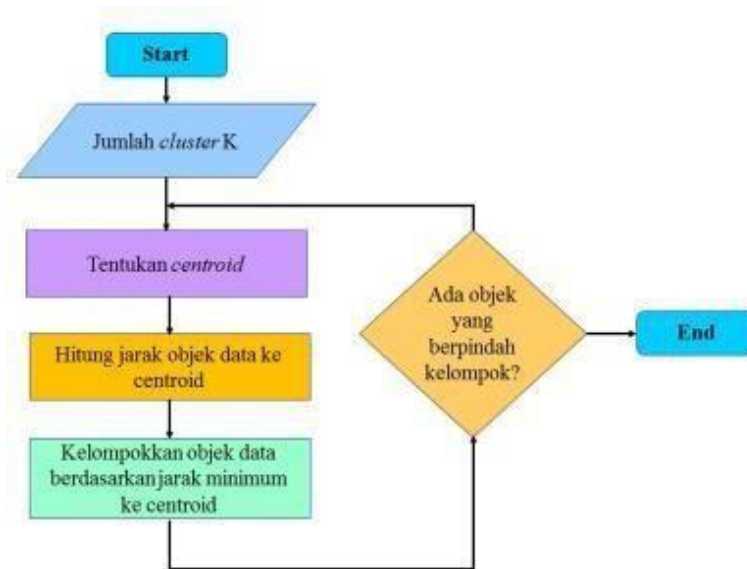 Start
Jumlah cluster K
Tentukan centroid
Hitung jarak objek data ke
centroid
Kelompokkan objek data
berdasarkan jarak minimum
ke centroid
Ada objek
yang
berpindah
kelompok?
End